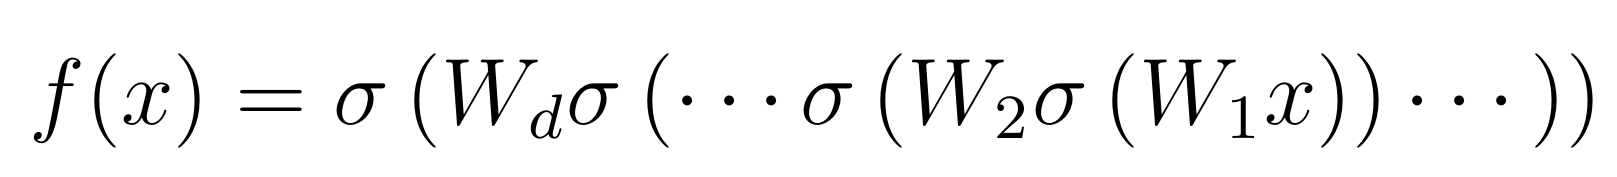 f(x) = σ(W_dσ(··· σ(W_2σ(W_1x)) ···))